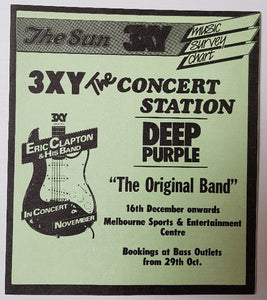 The Sun 3XY music survey chart
3XY The CONCERT
STATION
3XY
ERIC CLAPTON
& HIS BAND
IN CONCERT
NOVEMBER
DEEP
PURPLE
"The Original Band"
16th December onwards
Melbourne Sports & Entertainment
Centre
Bookings at Bass Outlets
from 29th Oct.